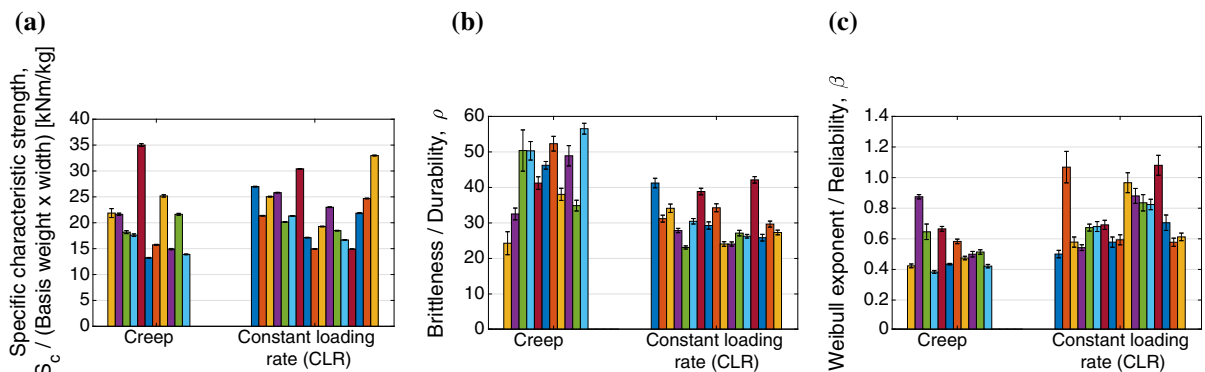 (a)
Specific characteristic strength,
S_c / (Basis weight x width) [kNm/kg]
40
35
30
25
20
15
10
5
0
Creep
Constant loading
rate (CLR)
(b)
Brittleness / Durability, ρ
60
50
40
30
20
10
0
Creep
Constant loading
rate (CLR)
(c)
Weibull exponent / Reliability, β
1.4
1.2
1.0
0.8
0.6
0.4
0.2
0
Creep
Constant loading
rate (CLR)